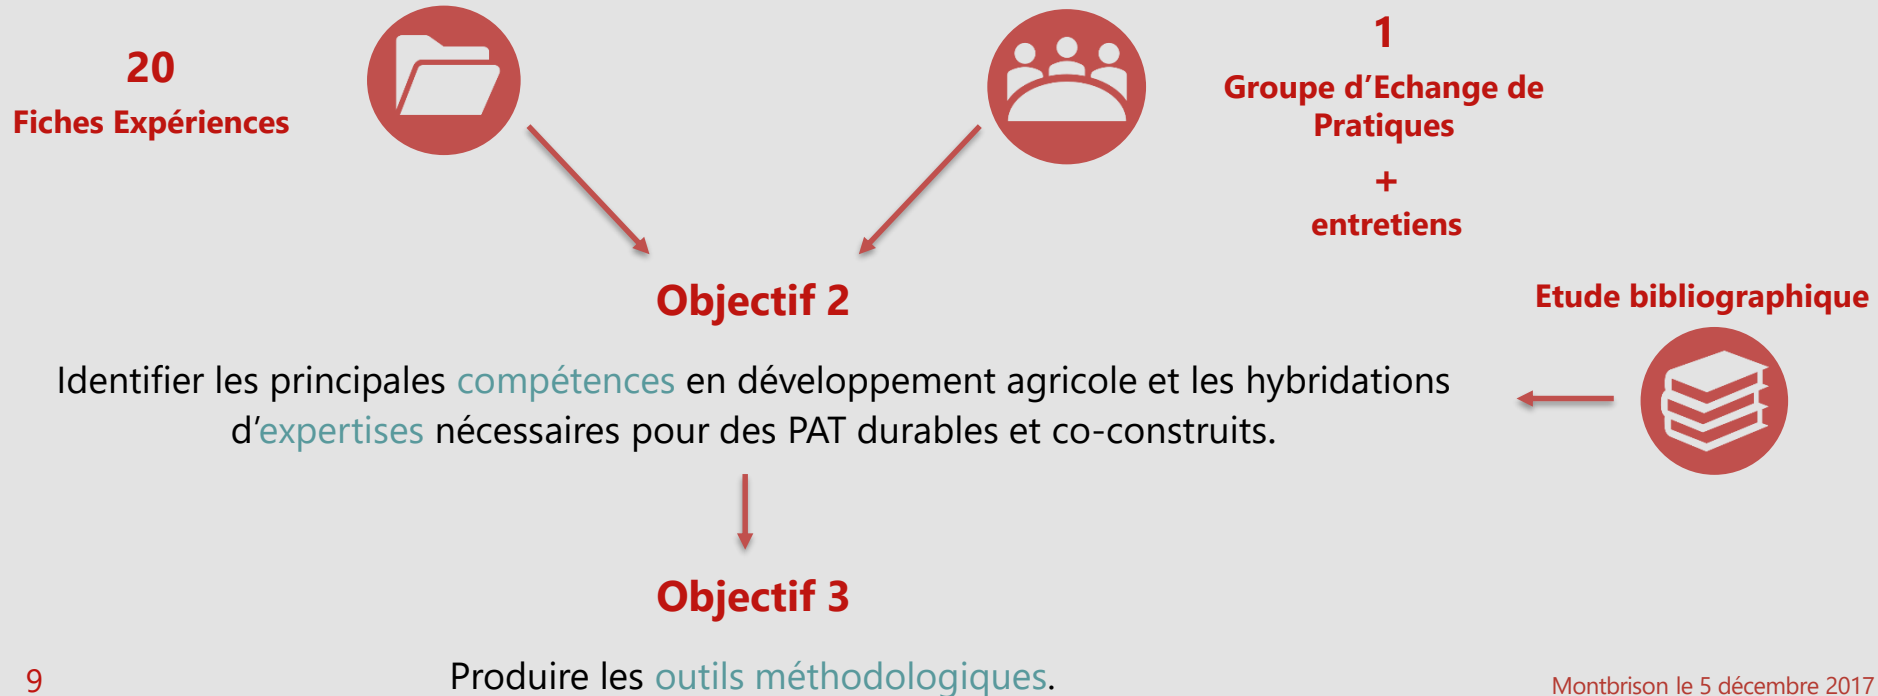 20
Fiches Expériences
1
Groupe d’Echange de
Pratiques
+
entretiens
Objectif 2
Etude bibliographique
Identifier les principales compétences en développement agricole et les hybridations
d’expertises nécessaires pour des PAT durables et co-construits.
Objectif 3
Produire les outils méthodologiques.
9
Montbrison le 5 décembre 2017